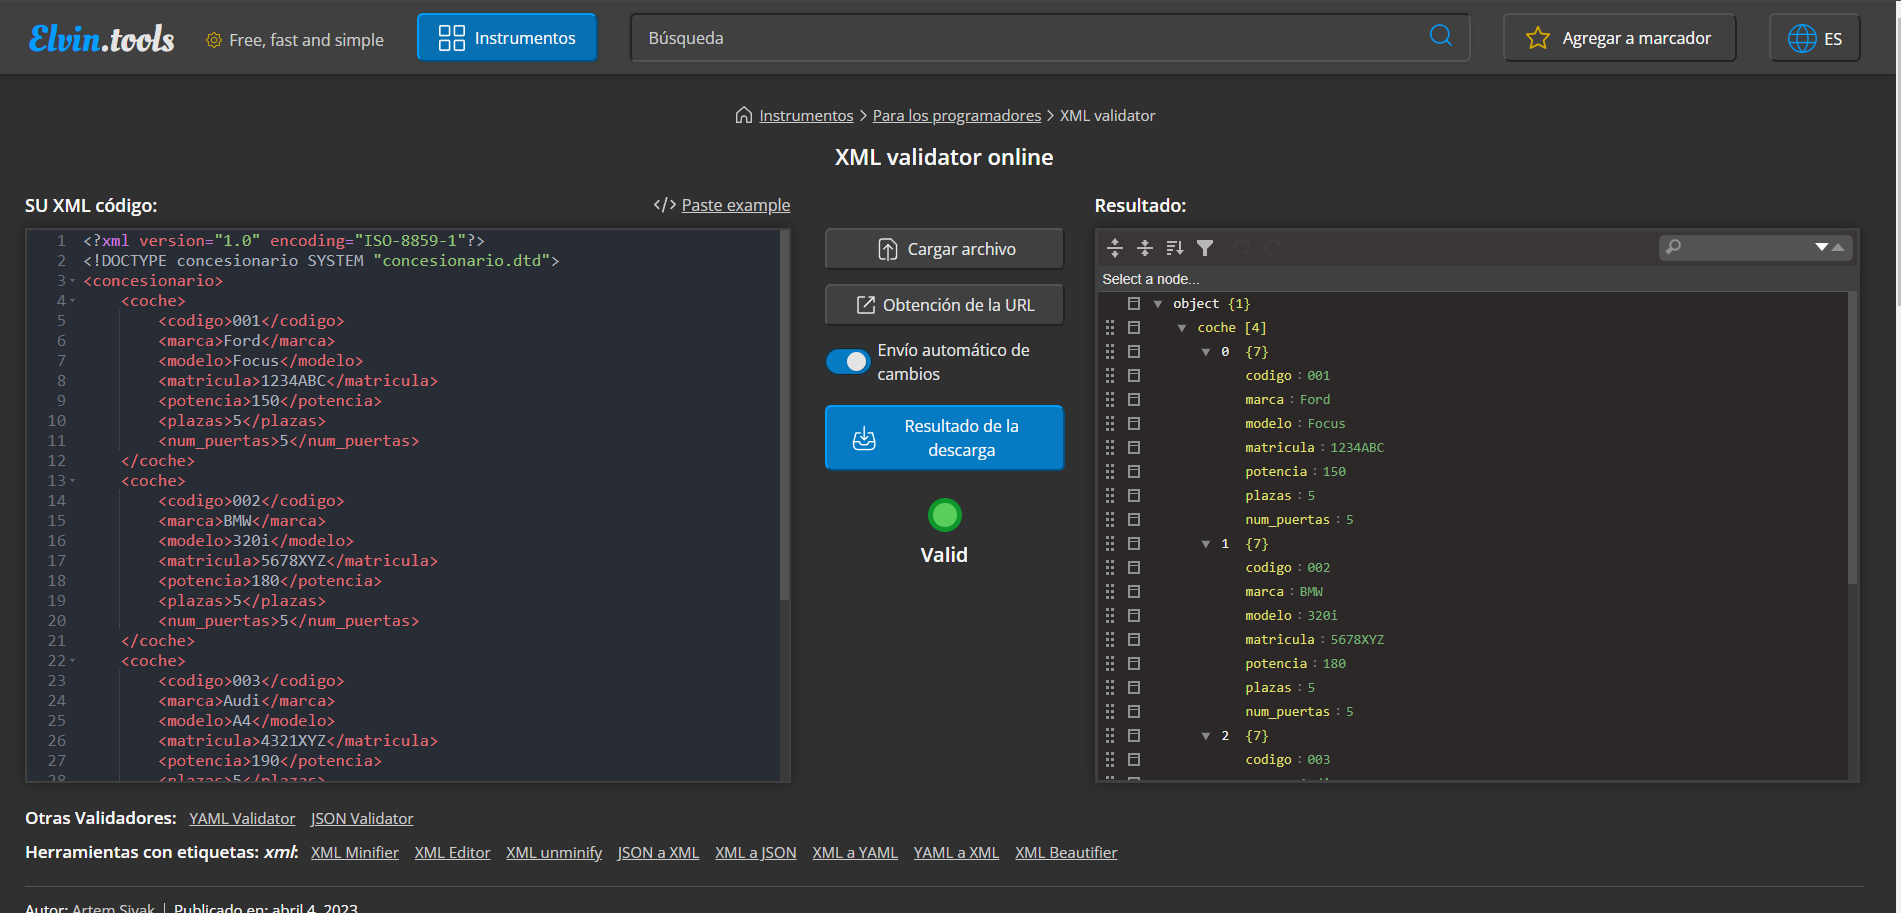 Elvin.tools
Free, fast and simple
Instrumentos
Búsqueda
Agregar a marcador
ES
Instrumentos > Para los programadores > XML validator
XML validator online
SU XML código:
</> Paste example
1 <?xml version="1.0" encoding="ISO-8859-1"?>
2 <!DOCTYPE concesionario SYSTEM "concesionario.dtd">
3 <concesionario>
4 <coche>
5 <codigo>001</codigo>
6 <marca>Ford</marca>
7 <modelo>Focus</modelo>
8 <matricula>1234ABC</matricula>
9 <potencia>150</potencia>
10 <plazas>5</plazas>
11 <num_puertas>5</num_puertas>
12 </coche>
13 <coche>
14 <codigo>002</codigo>
15 <marca>BMW</marca>
16 <modelo>320i</modelo>
17 <matricula>5678XYZ</matricula>
18 <potencia>180</potencia>
19 <plazas>5</plazas>
20 <num_puertas>5</num_puertas>
21 </coche>
22 <coche>
23 <codigo>003</codigo>
24 <marca>Audi</marca>
25 <modelo>A4</modelo>
26 <matricula>4321XYZ</matricula>
27 <potencia>190</potencia>
28 <plazas>5</plazas>
Cargar archivo
Obtención de la URL
Envío automático de
cambios
Resultado de la
descarga
Valid
Resultado:
Select a node...
object {1}
coche [4]
0 {7}
codigo : 001
marca : Ford
modelo : Focus
matricula : 1234ABC
potencia : 150
plazas : 5
num_puertas : 5
1 {7}
codigo : 002
marca : BMW
modelo : 320i
matricula : 5678XYZ
potencia : 180
plazas : 5
num_puertas : 5
2 {7}
codigo : 003
Otras Validadores: YAML Validator JSON Validator
Herramientas con etiquetas: xml: XML Minifier XML Editor XML unminify JSON a XML XML a JSON XML a YAML YAML a XML XML Beautifier
Autor: Artem Sivak | Publicado en: abril 4, 2023